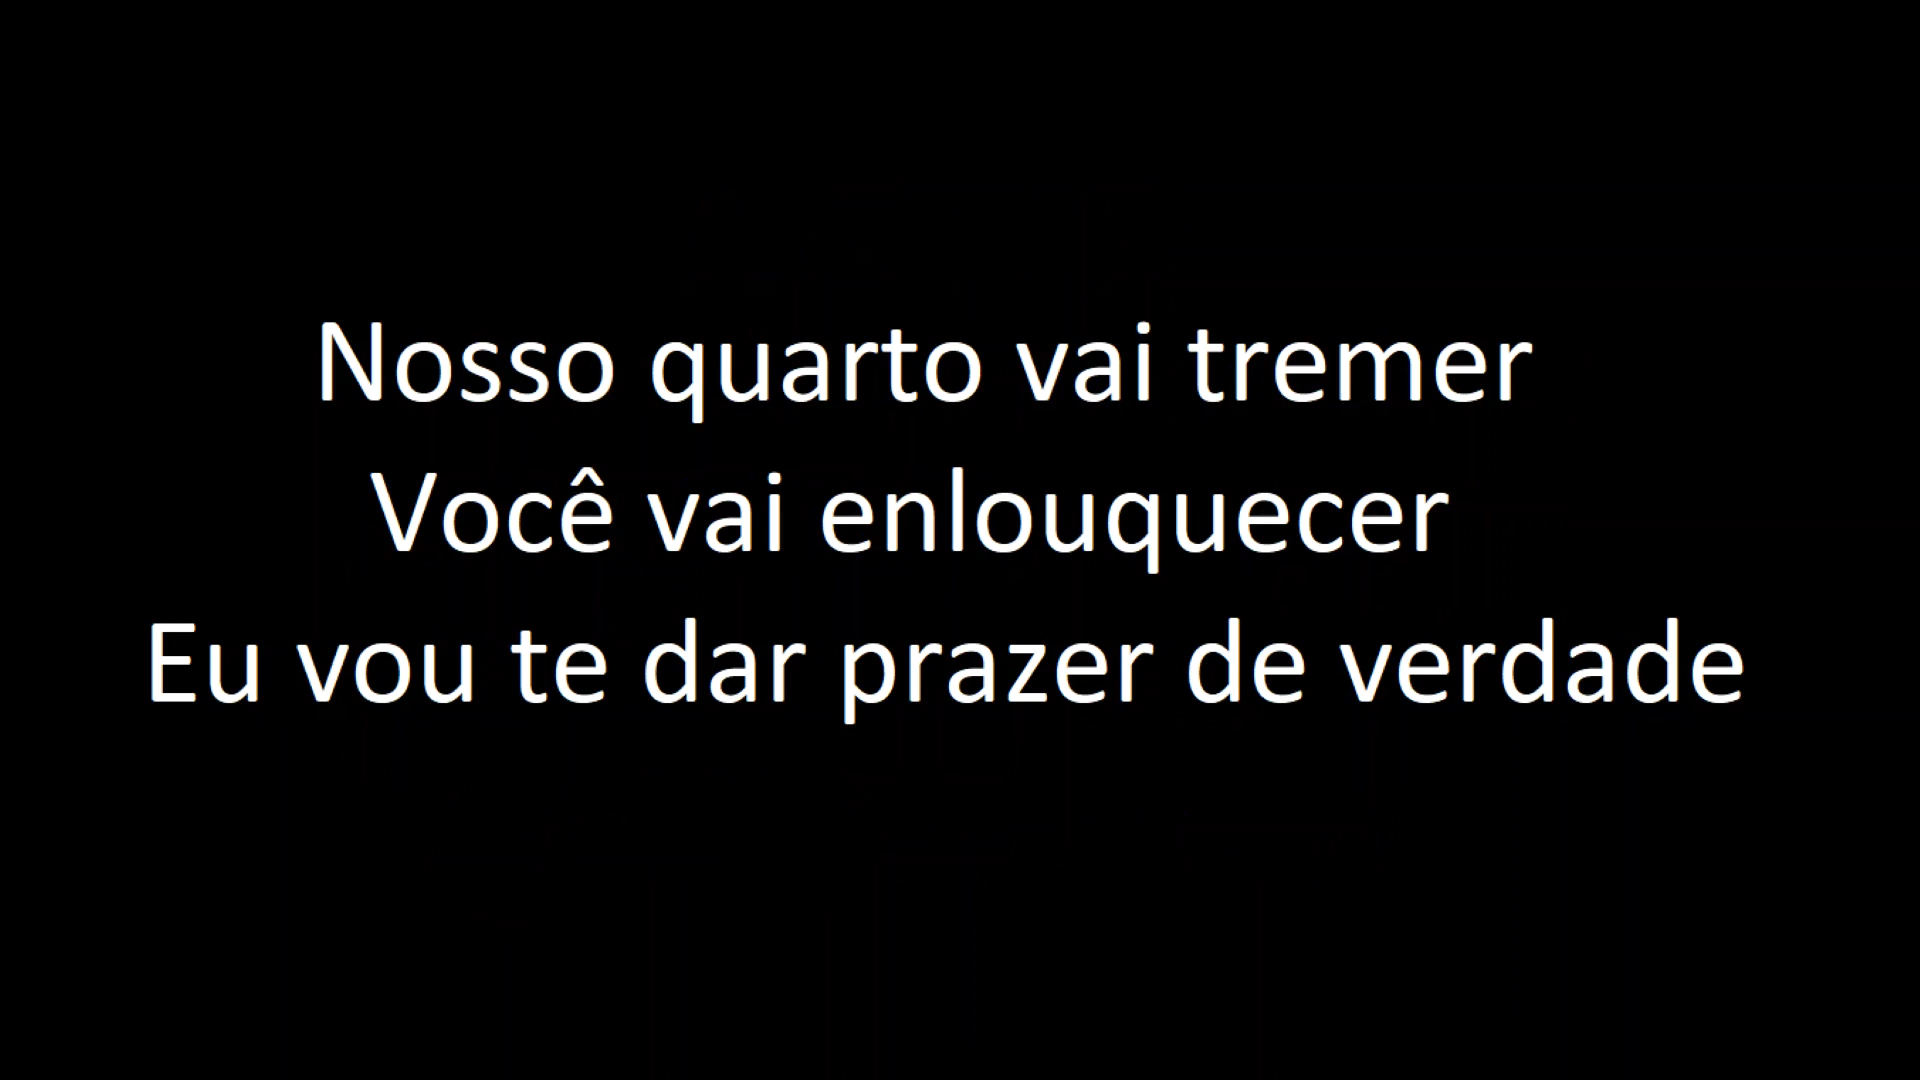 Nosso quarto vai tremer
Você vai enlouquecer
Eu vou te dar prazer de verdade